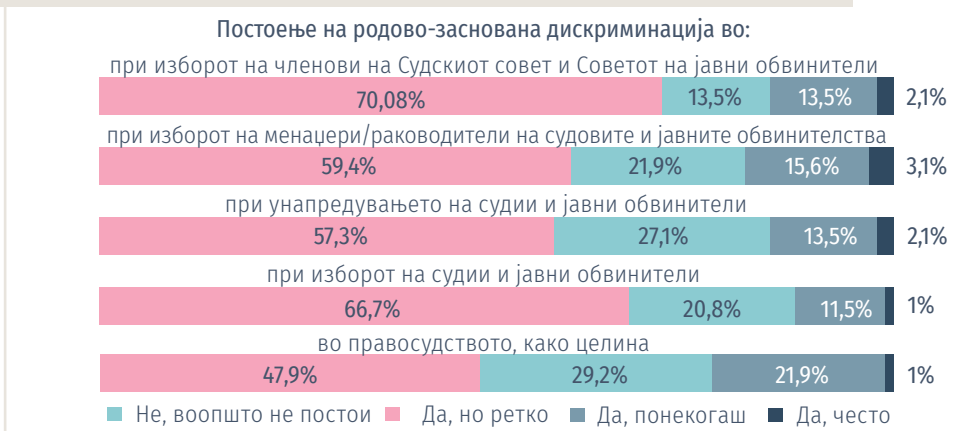 Постоење на родово-заснована дискриминација во:
при изборот на членови на Судскиот совет и Советот на јавни обвинители
70,08% 13,5% 13,5% 2,1%
при изборот на менаџери/раководители на судовите и јавните обвинителства
59,4% 21,9% 15,6% 3,1%
при унапредувањето на судии и јавни обвинители
57,3% 27,1% 13,5% 2,1%
при изборот на судии и јавни обвинители
66,7% 20,8% 11,5% 1%
во правосудството, како целина
47,9% 29,2% 21,9% 1%
Не, воопшто не постои Да, но ретко Да, понекогаш Да, често